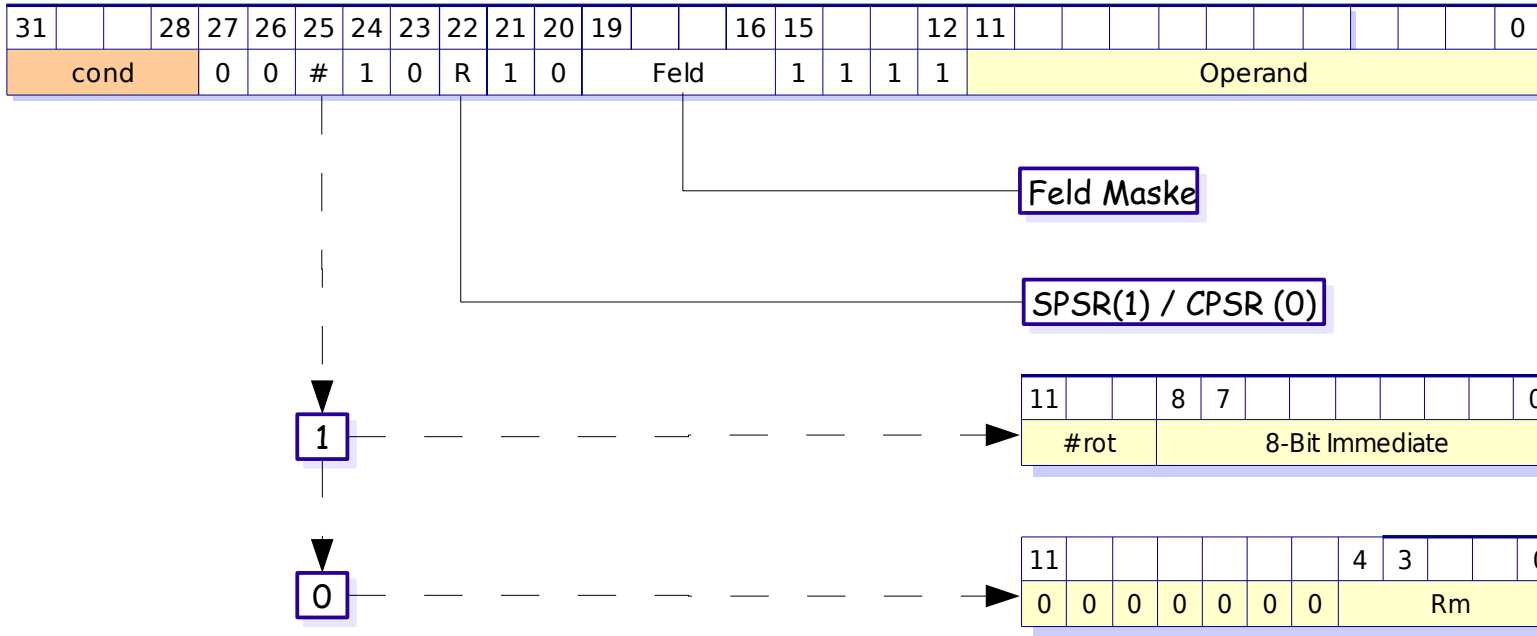 31 28 27 26 25 24 23 22 21 20 19 16 15 12 11 0
cond 0 0 # 1 0 R 1 0 Feld 1 1 1 1 Operand
Feld Maske
SPSR(1) / CPSR (0)
11 8 7 0
1 #rot 8-Bit Immediate
11 4 3 0
0 0 0 0 0 0 0 0 Rm